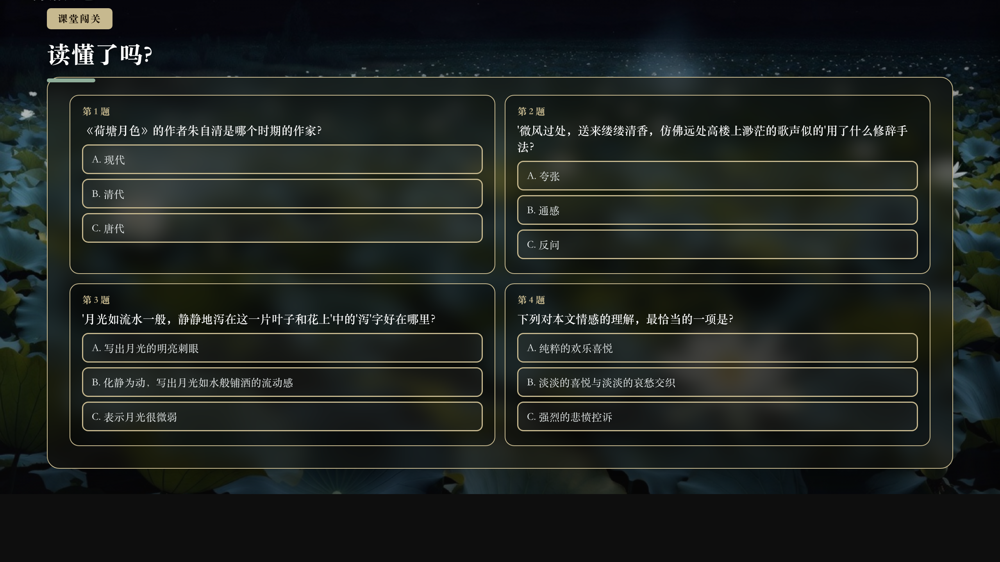 课堂闯关
读懂了吗?
第 1 题
《荷塘月色》的作者朱自清是哪个时期的作家?
A. 现代
B. 清代
C. 唐代
第 2 题
'微风过处，送来缕缕清香，仿佛远处高楼上渺茫的歌声似的'用了什么修辞手
法?
A. 夸张
B. 通感
C. 反问
第 3 题
'月光如流水一般，静静地泻在这一片叶子和花上'中的'泻'字好在哪里?
A. 写出月光的明亮刺眼
B. 化静为动，写出月光如水般铺洒的流动感
C. 表示月光很微弱
第 4 题
下列对本文情感的理解，最恰当的一项是?
A. 纯粹的欢乐喜悦
B. 淡淡的喜悦与淡淡的哀愁交织
C. 强烈的悲愤控诉